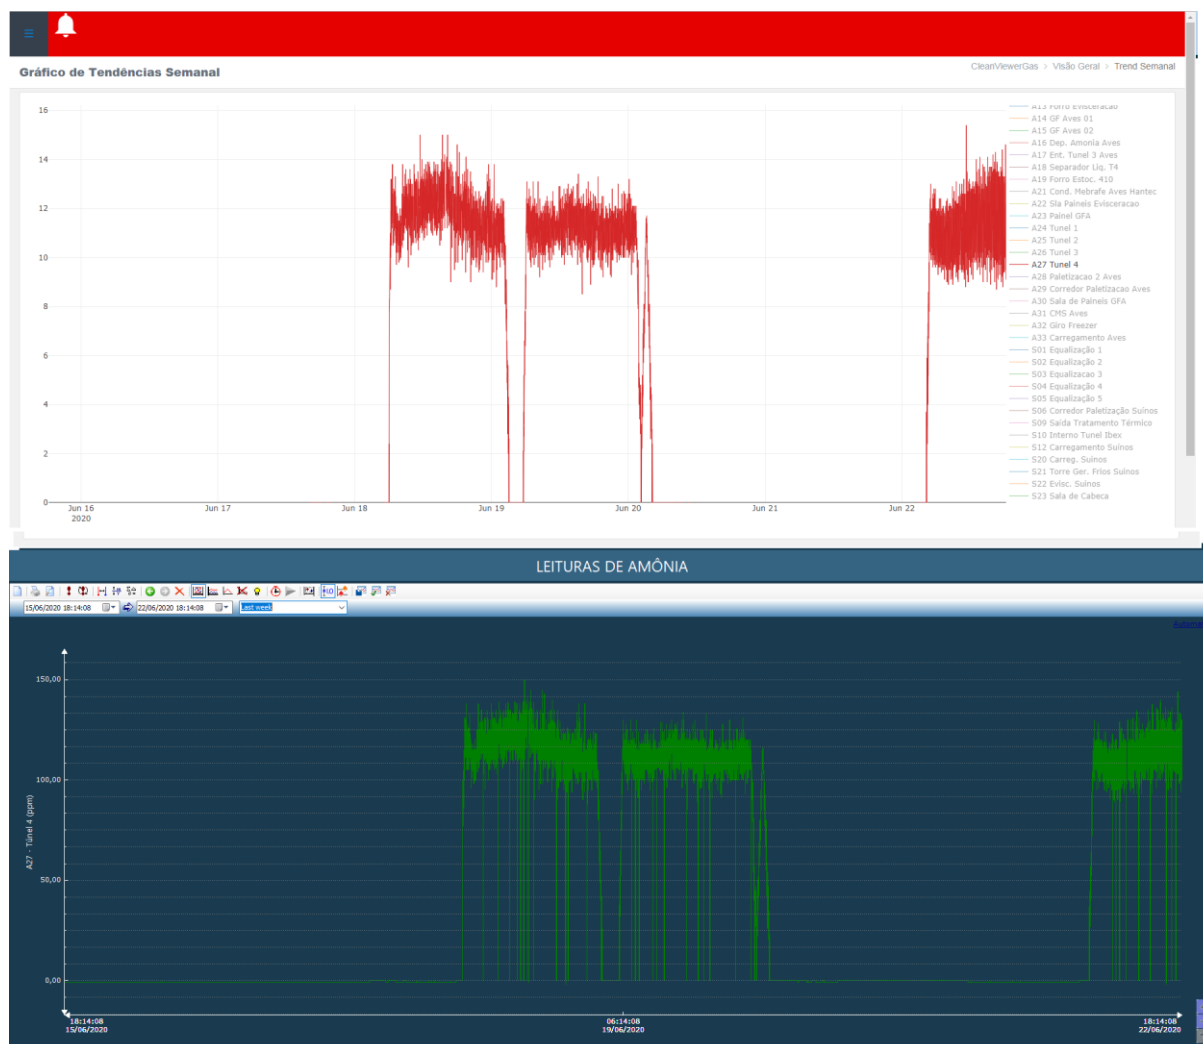 Gráfico de Tendências Semanal
CleanViewerGas > Visão Geral > Trend Semanal
16
14
12
10
8
6
4
2
0
Jun 16
2020
Jun 17
Jun 18
Jun 19
Jun 20
Jun 21
Jun 22
A13 Forro Evisceracao
A14 GF Aves 01
A15 GF Aves 02
A16 Dep. Amonia Aves
A17 Ent. Tunel 3 Aves
A18 Separador Liq. T4
A19 Forro Estoc. 410
A21 Cond. Mebrafe Aves Hantec
A22 Sla Paineis Evisceracao
A23 Painel GFA
A24 Tunel 1
A25 Tunel 2
A26 Tunel 3
A27 Tunel 4
A28 Paletizacao 2 Aves
A29 Corredor Paletizacao Aves
A30 Sala de Paineis GFA
A31 CMS Aves
A32 Giro Freezer
A33 Carregamento Aves
S01 Equalização 1
S02 Equalização 2
S03 Equalizacao 3
S04 Equalização 4
S05 Equalização 5
S06 Corredor Paletização Suínos
S09 Saída Tratamento Térmico
S10 Interno Tunel Ibex
S12 Carregamento Suinos
S20 Carreg. Suinos
S21 Torre Ger. Frios Suinos
S22 Evisc. Suinos
S23 Sala de Cabeca
LEITURAS DE AMÔNIA
15/06/2020 18:14:08
22/06/2020 18:14:08
Last week
150,00
100,00
50,00
0,00
A27 - Túnel 4 (ppm)
18:14:08
15/06/2020
06:14:08
19/06/2020
18:14:08
22/06/2020